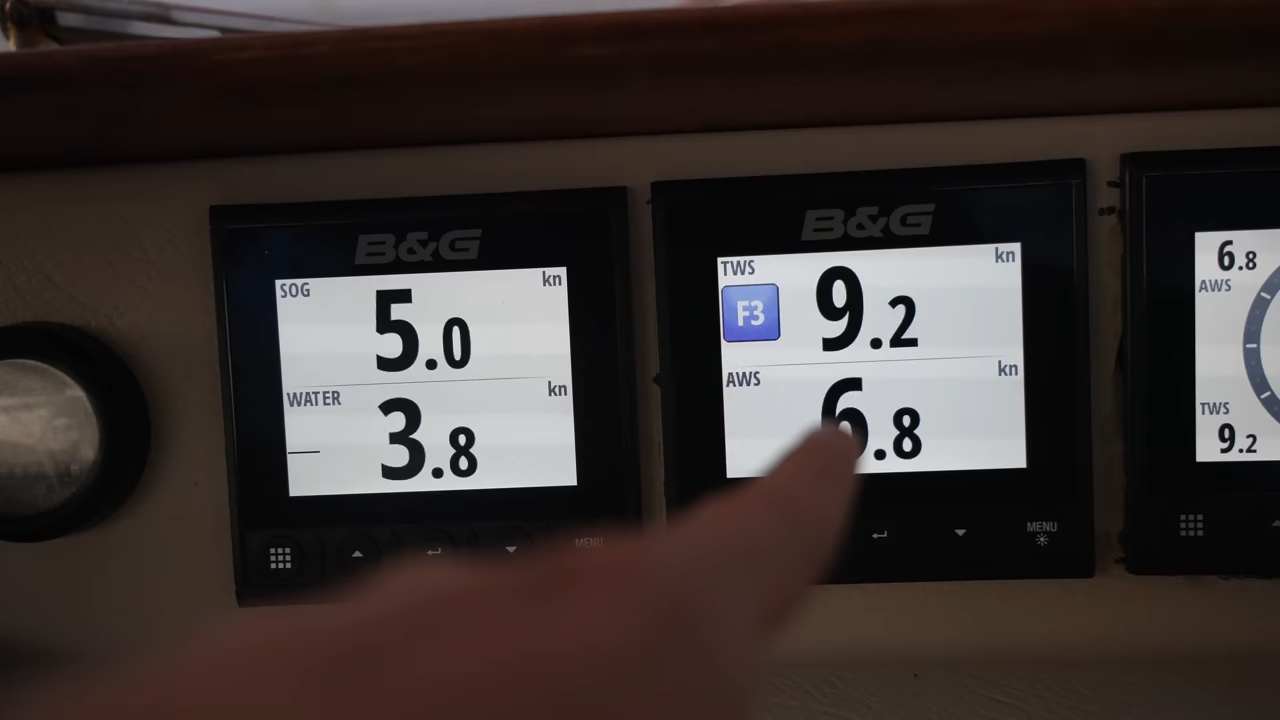 B&G
SOG kn
5.0
WATER kn
3.8
MENU
B&G
TWS kn
F3 9.2
AWS kn
6.8
MENU
6.8
AWS
TWS
9.2